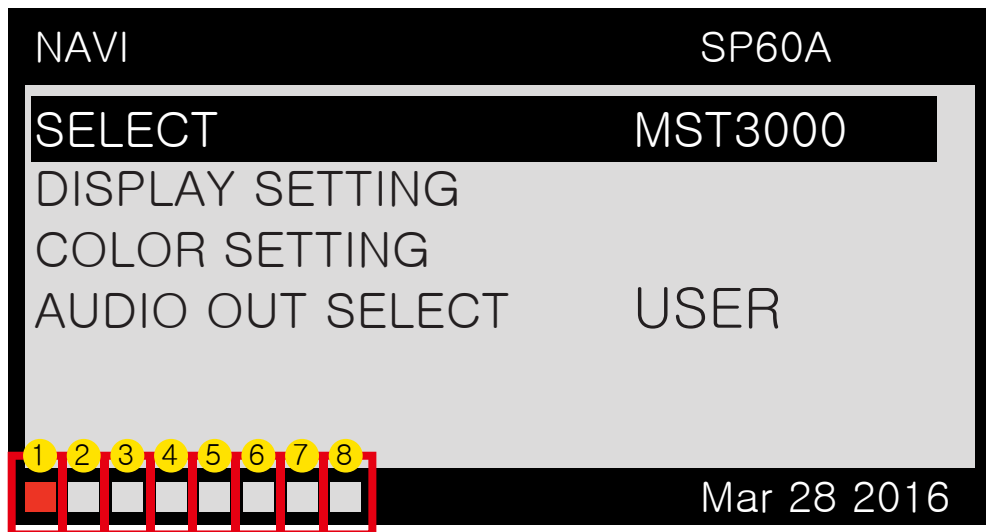 NAVI SP60A
SELECT MST3000
DISPLAY SETTING
COLOR SETTING
AUDIO OUT SELECT USER
1 2 3 4 5 6 7 8
Mar 28 2016